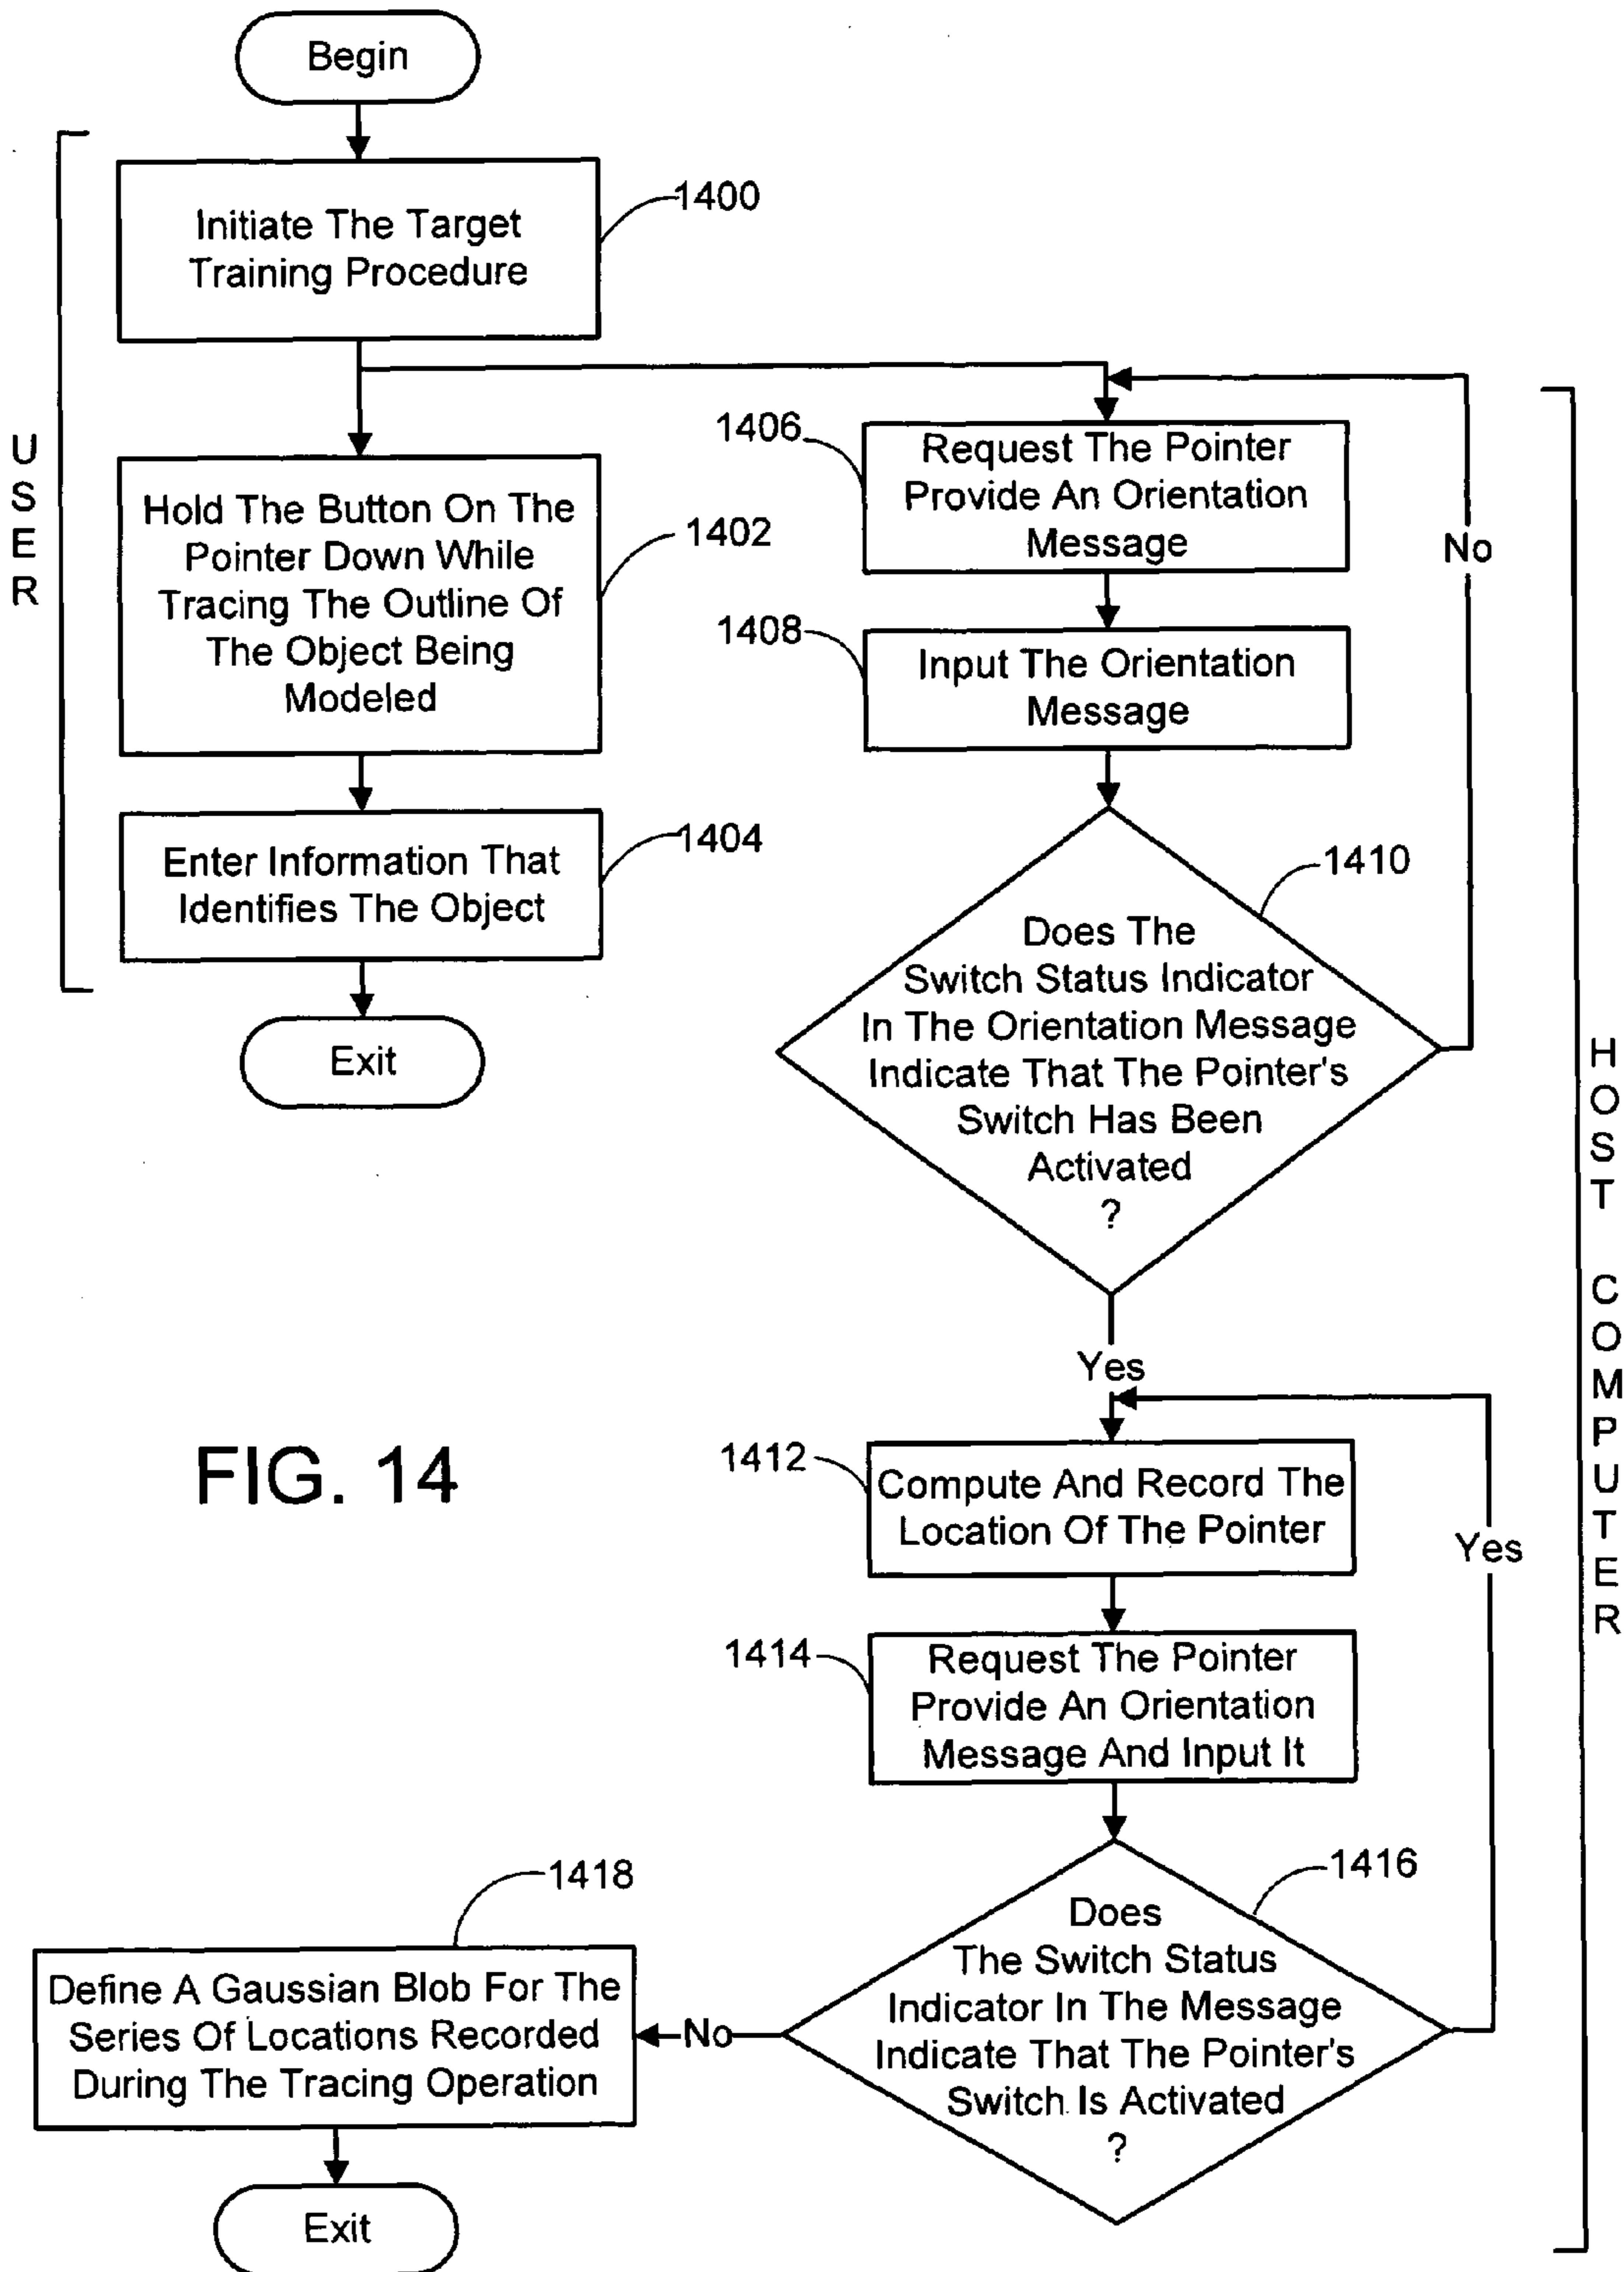 Begin
USER
Initiate The Target
Training Procedure
1400
Hold The Button On The
Pointer Down While
Tracing The Outline Of
The Object Being
Modeled
1402
Enter Information That
Identifies The Object
1404
Exit
HOST COMPUTER
1406
Request The Pointer
Provide An Orientation
Message
No
1408
Input The Orientation
Message
1410
Does The
Switch Status Indicator
In The Orientation Message
Indicate That The Pointer's
Switch Has Been
Activated
?
Yes
FIG. 14
1412
Compute And Record The
Location Of The Pointer
Yes
1414
Request The Pointer
Provide An Orientation
Message And Input It
1416
Does
The Switch Status
Indicator In The Message
Indicate That The Pointer's
Switch Is Activated
?
No
1418
Define A Gaussian Blob For The
Series Of Locations Recorded
During The Tracing Operation
Exit